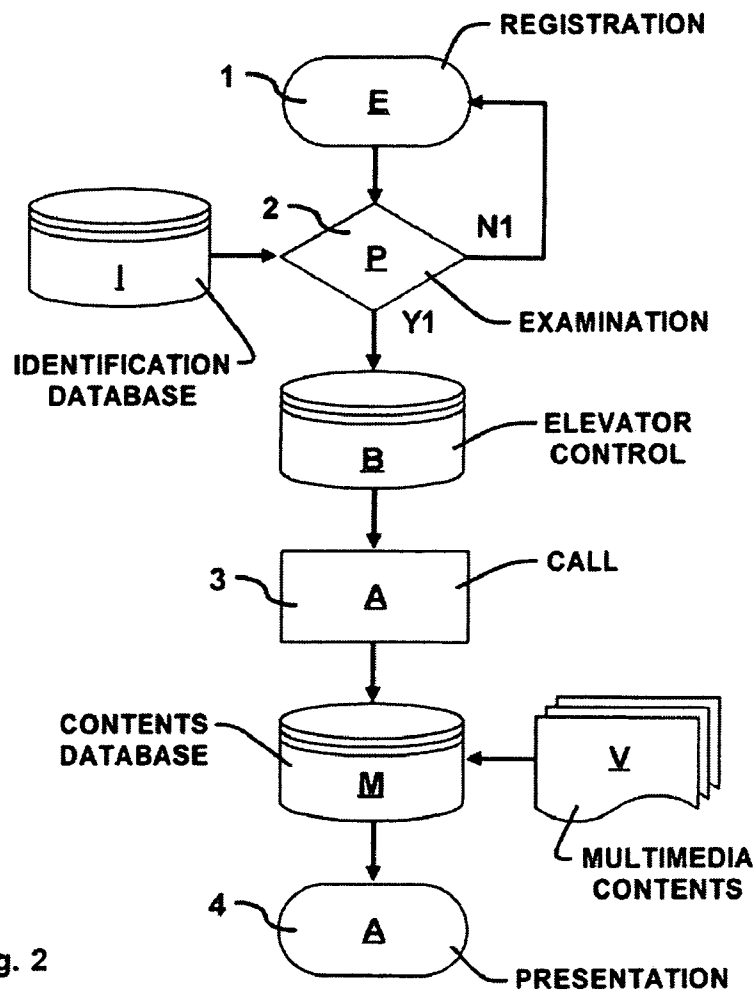 REGISTRATION
1
E
2
P
N1
I
Y1
EXAMINATION
IDENTIFICATION
DATABASE
B
ELEVATOR
CONTROL
3
A
CALL
CONTENTS
DATABASE
M
V
MULTIMEDIA
CONTENTS
4
A
PRESENTATION
g. 2